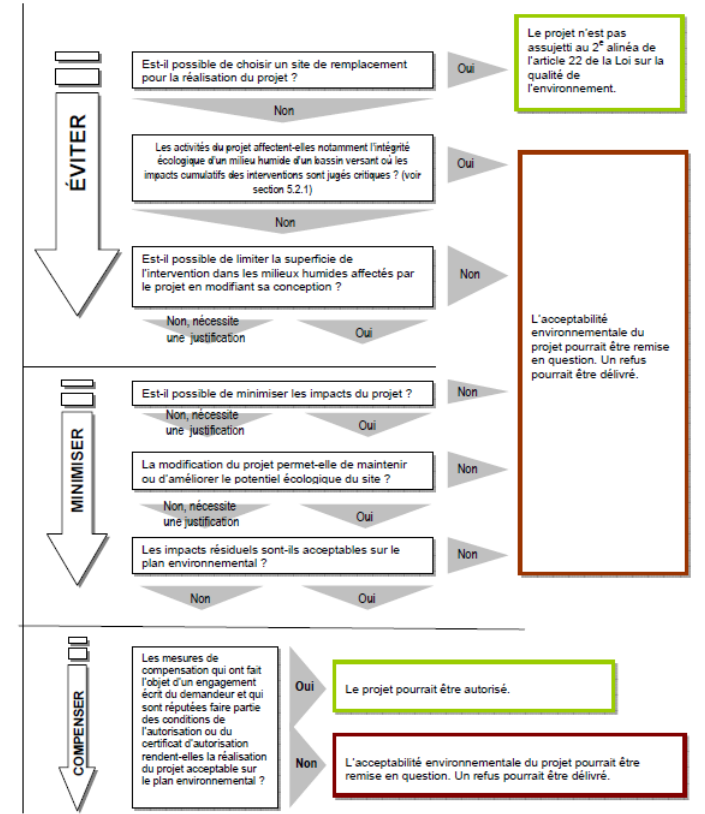 ÉVITER
Est-il possible de choisir un site de remplacement
pour la réalisation du projet ?
Oui
Le projet n'est pas
assujetti au 2e alinéa de
l'article 22 de la Loi sur la
qualité de
l'environnement.
Non
Les activités du projet affectent-elles notamment l'intégrité
écologique d'un milieu humide d'un bassin versant où les
impacts cumulatifs des interventions sont jugés critiques ? (voir
section 5.2.1)
Oui
Non
Est-il possible de limiter la superficie de
l'intervention dans les milieux humides affectés par
le projet en modifiant sa conception ?
Non
Non, nécessite
une justification
Oui
L'acceptabilité
environnementale du
projet pourrait être remise
en question. Un refus
pourrait être délivré.
MINIMISER
Est-il possible de minimiser les impacts du projet ?
Non
Non, nécessite
une justification
Oui
La modification du projet permet-elle de maintenir
ou d'améliorer le potentiel écologique du site ?
Non
Non, nécessite
une justification
Oui
Les impacts résiduels sont-ils acceptables sur le
plan environnemental ?
Non
Non
Oui
COMPENSER
Les mesures de
compensation qui ont fait
l'objet d'un engagement
écrit du demandeur et qui
sont réputées faire partie
des conditions de
l'autorisation ou du
certificat d'autorisation
rendent-elles la réalisation
du projet acceptable sur
le plan environnemental ?
Oui
Le projet pourrait être autorisé.
Non
L'acceptabilité environnementale du projet pourrait être
remise en question. Un refus pourrait être délivré.